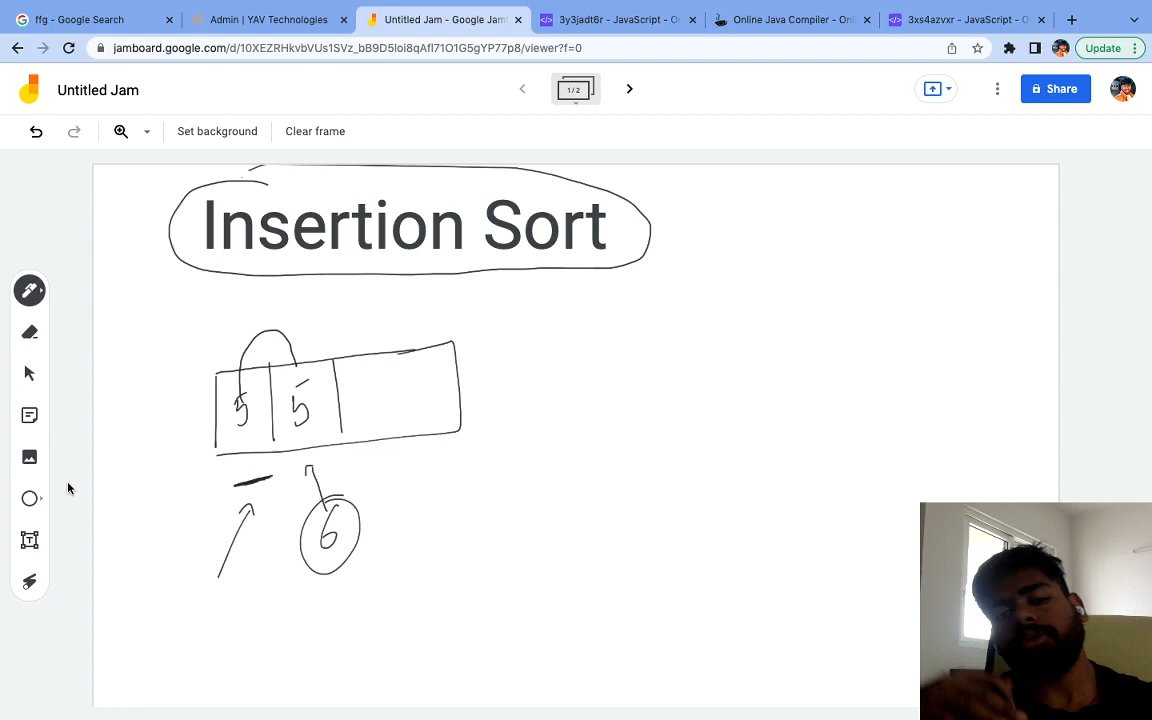 ffg - Google Search
Admin | YAV Technologies
Untitled Jam - Google Jam
3y3jadt6r - JavaScript - On
Online Java Compiler - Onl
3xs4azvxr - JavaScript - O
jamboard.google.com/d/10XEZRHkvbVUs1SVz_bB9D5loi8qAfl71O1G5gYP77p8/viewer?f=0
Update
Untitled Jam
1/2
Share
Set background
Clear frame
Insertion Sort
5 5
6